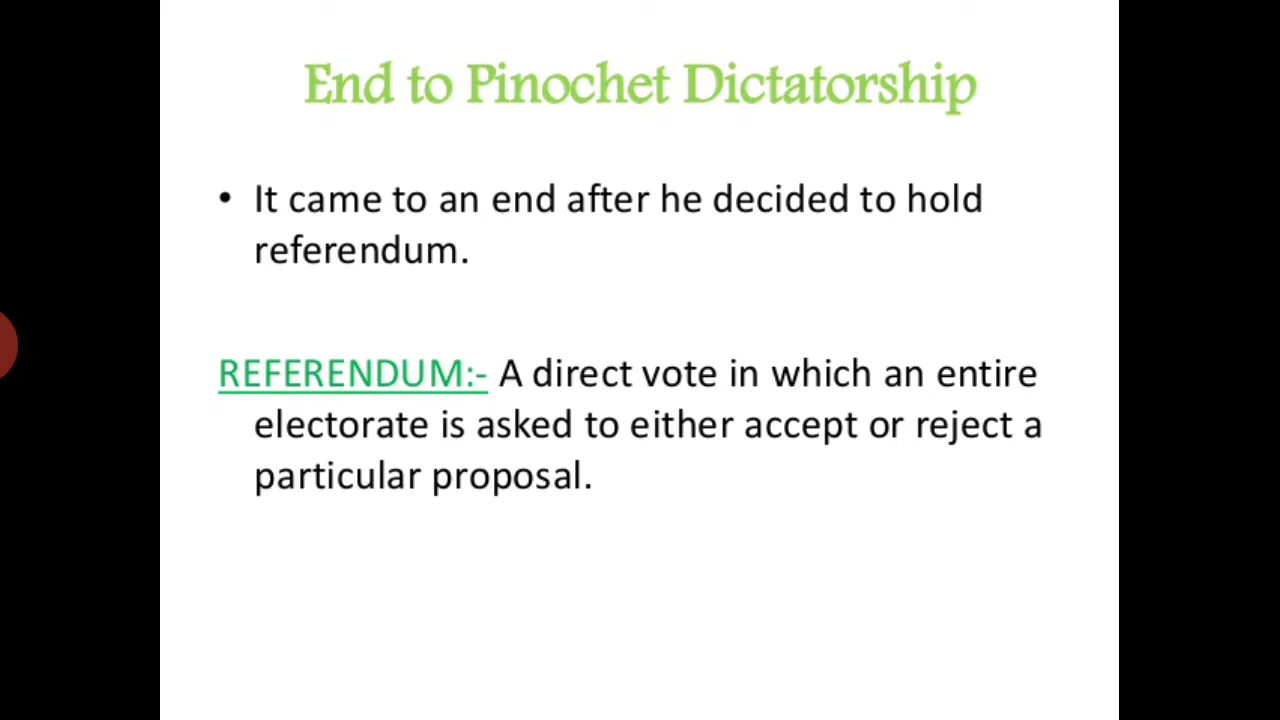 End to Pinochet Dictatorship
• It came to an end after he decided to hold
referendum.
REFERENDUM:- A direct vote in which an entire
electorate is asked to either accept or reject a
particular proposal.